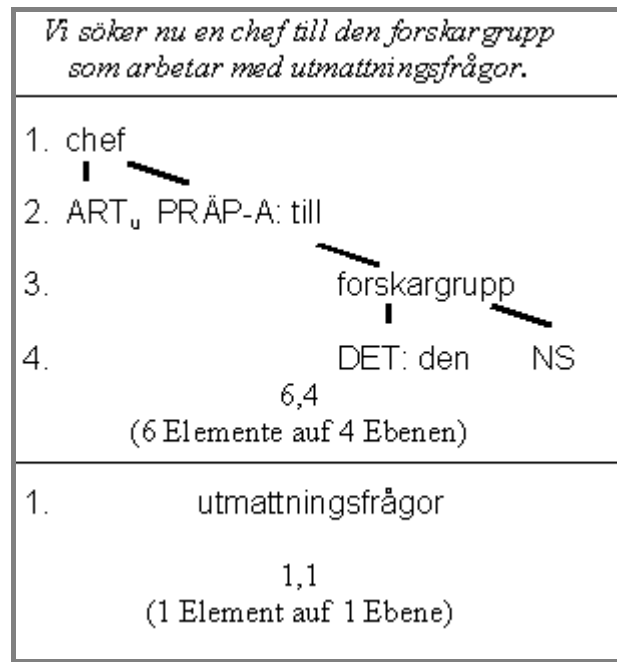 Vi söker nu en chef till den forskargrupp
som arbetar med utmattningsfrågor.
1. chef
2. ARTu PRÄP-A: till
3. forskargrupp
4. DET: den NS
6,4
(6 Elemente auf 4 Ebenen)
1. utmattningsfrågor
1,1
(1 Element auf 1 Ebene)